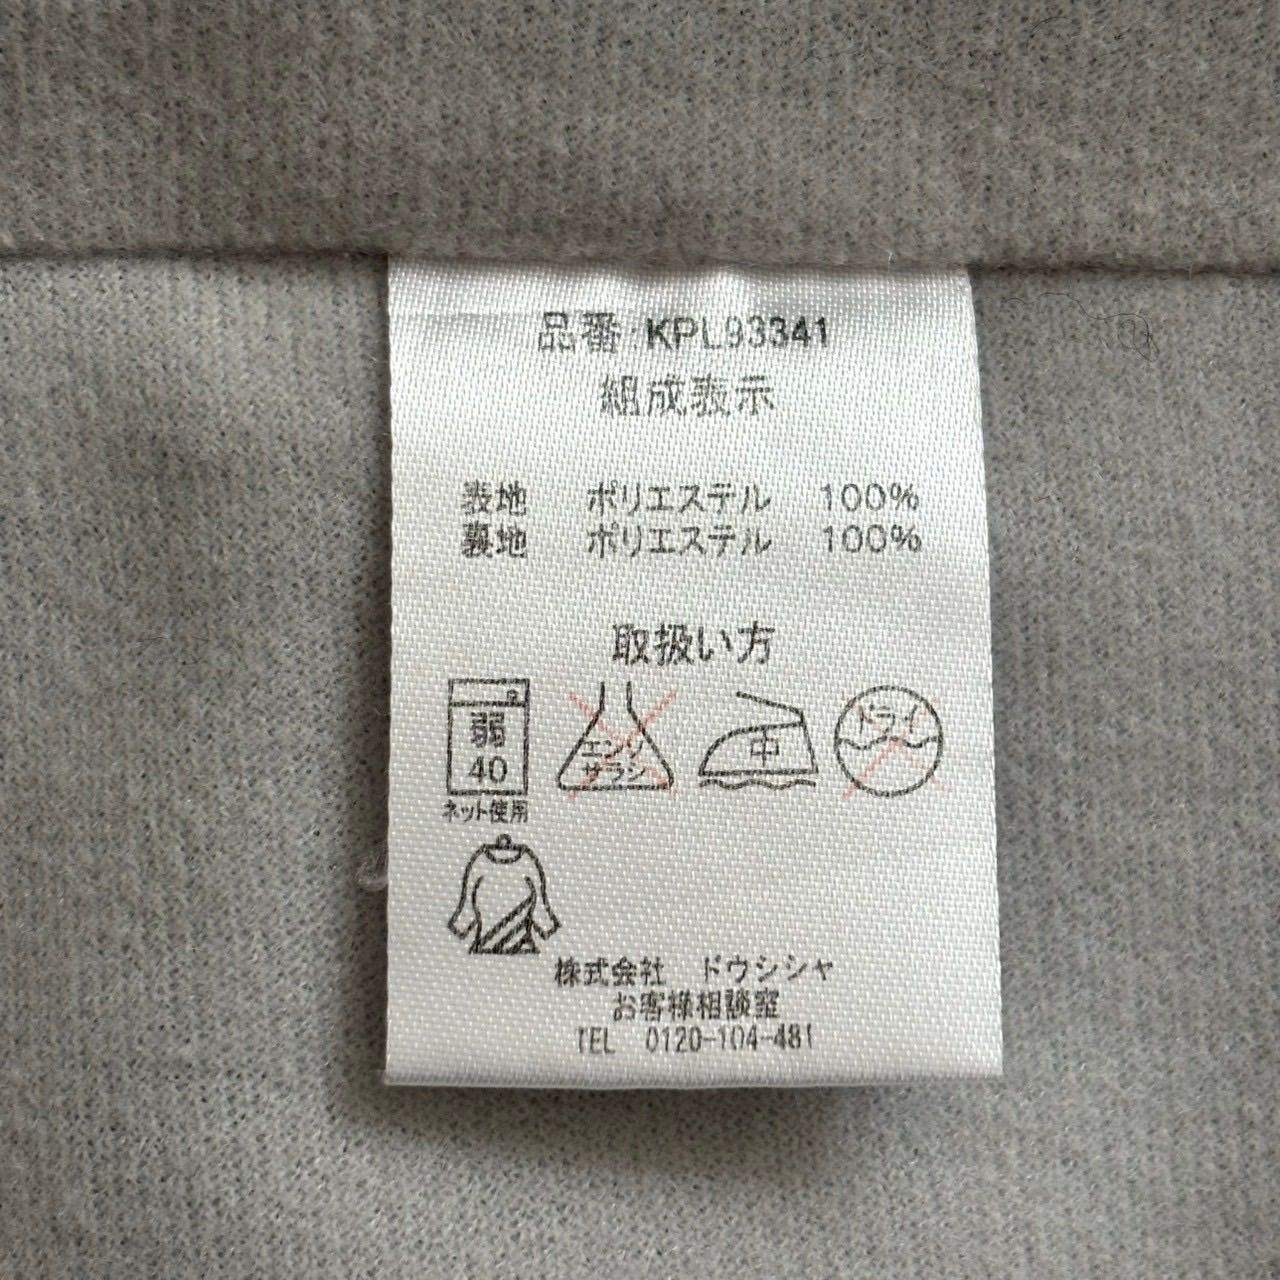 品番:KPL93341
組成表示
表地 ポリエステル 100%
裏地 ポリエステル 100%
取扱い方
弱 エンソ 中 ドライ
40 サラシ
ネット使用
株式会社 ドウシシャ
お客様相談室
TEL 0120-104-481